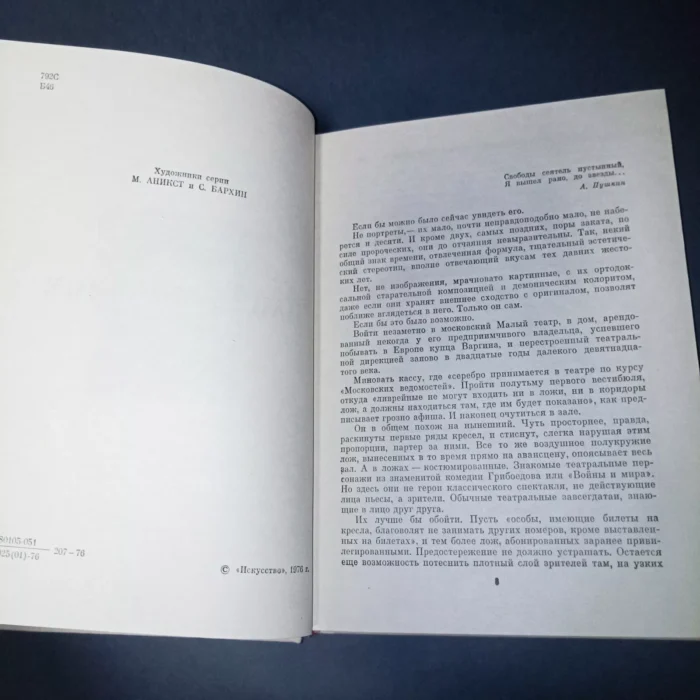 792С
Б46
Художники серии
М. АНИКСТ и С. БАРХИН
80105-051
025(01)-76
207—76
© «Искусство», 1976 г.
Свободы сеятель пустынный,
Я вышел рано, до звезды...
А. Пушкин
Если бы можно было сейчас увидеть его.
Не портреты,— их мало, почти неправдоподобно мало, не набе-
рется и десяти. И кроме двух, самых поздних, поры заката, по
силе пророческих, они до отчаяния невыразительны. Так, некий
общий знак времени, отвлеченная формула, тщательный эстетиче-
ский стереотип, вполне отвечающий вкусам тех давних жесто-
ких лет.
Нет, не изображения, мрачновато картинные, с их ортодок-
сальной старательной композицией и демоническим колоритом,
даже если они хранят внешнее сходство с оригиналом, позволят
поближе вглядеться в него. Только он сам.
Если бы это было возможно.
Войти незаметно в московский Малый театр, в дом, арендо-
ванный некогда у его предприимчивого владельца, успевшего
побывать в Европе купца Варгина, и перестроенный театраль-
ной дирекцией заново в двадцатые годы далекого девятнадца-
того века.
Миновать кассу, где «серебро принимается в театре по курсу
«Московских ведомостей». Пройти полутьму первого вестибюля,
откуда «ливрейные не могут входить ни в ложи, ни в коридоры
лож, а должны находиться там, где им будет показано», как пред-
писывает грозно афиша. И наконец очутиться в зале.
Он в общем похож на нынешний. Чуть просторнее, правда,
раскинуты первые ряды кресел, и стиснут, слегка нарушая этим
пропорции, партер за ними. Все то же воздушное полукружие
лож, вынесенных в то время прямо на авансцену, опоясывает весь
зал. А в ложах — костюмированные. Знакомые театральные пер-
сонажи из знаменитой комедии Грибоедова или «Войны и мира».
Но здесь они не герои классического спектакля, не действующие
лица пьесы, а зрители. Обычные театральные завсегдатаи, знаю-
щие в лицо друг друга.
Их лучше бы обойти. Пусть «особы, имеющие билеты на
кресла, благоволят не занимать других номеров, кроме выставлен-
ных на билетах», и тем более лож, абонированных заранее приви-
легированными. Предостережение не должно устрашать. Остается
еще возможность потеснить плотный слой зрителей там, на узких